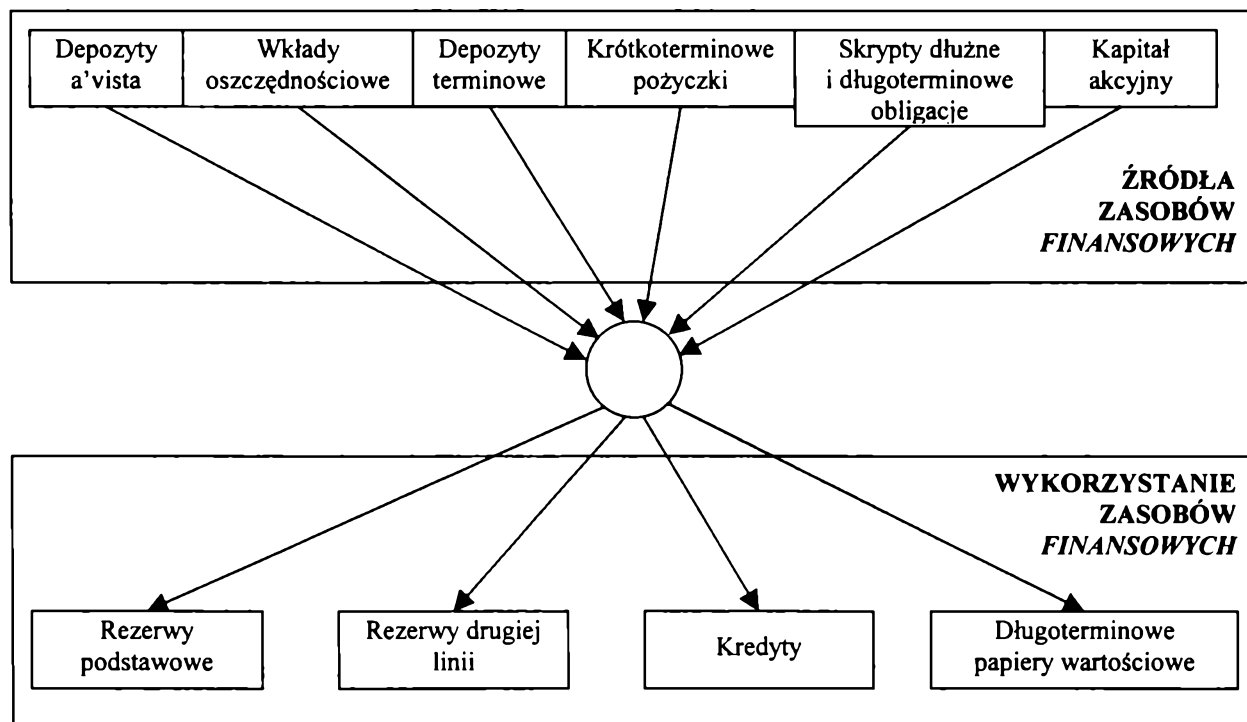 Depozyty
a'vista
Wkłady
oszczędnościowe
Depozyty
terminowe
Krótkoterminowe
pożyczki
Skrypty dłużne
i długoterminowe
obligacje
Kapitał
akcyjny
ŹRÓDŁA
ZASOBÓW
FINANSOWYCH
WYKORZYSTANIE
ZASOBÓW
FINANSOWYCH
Rezerwy
podstawowe
Rezerwy drugiej
linii
Kredyty
Długoterminowe
papiery wartościowe